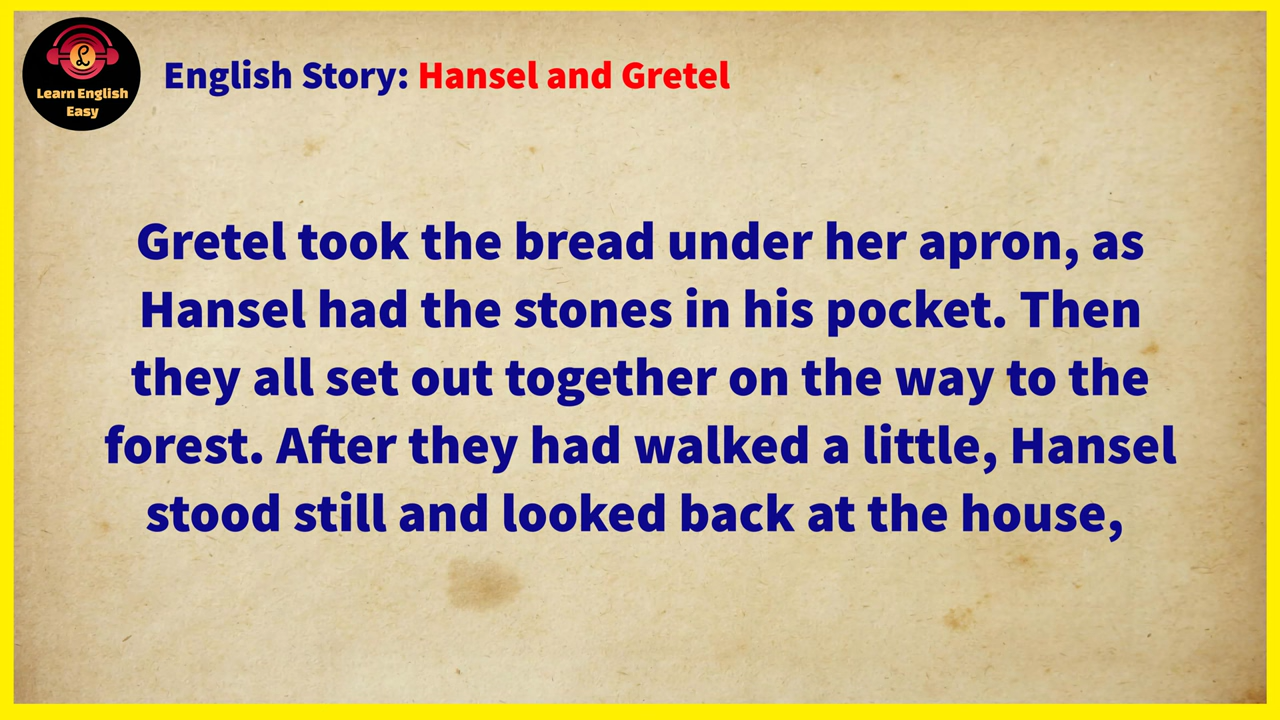 Learn English
Easy
English Story: Hansel and Gretel
Gretel took the bread under her apron, as
Hansel had the stones in his pocket. Then
they all set out together on the way to the
forest. After they had walked a little, Hansel
stood still and looked back at the house,